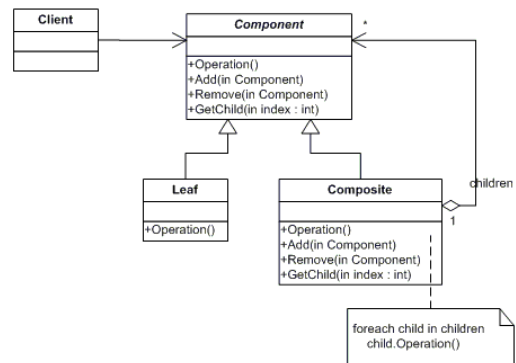 Client
Component
*
+Operation()
+Add(in Component)
+Remove(in Component)
+GetChild(in index : int)
children
Leaf
+Operation()
Composite
1
+Operation()
+Add(in Component)
+Remove(in Component)
+GetChild(in index : int)
foreach child in children
child.Operation()